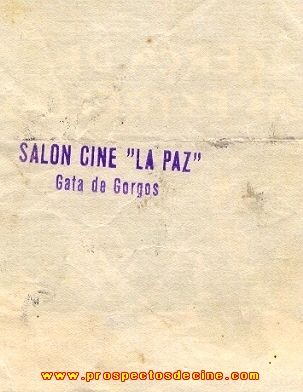 SALON CINE "LA PAZ"
Gata de Gorgos
www.prospectosdecine.com